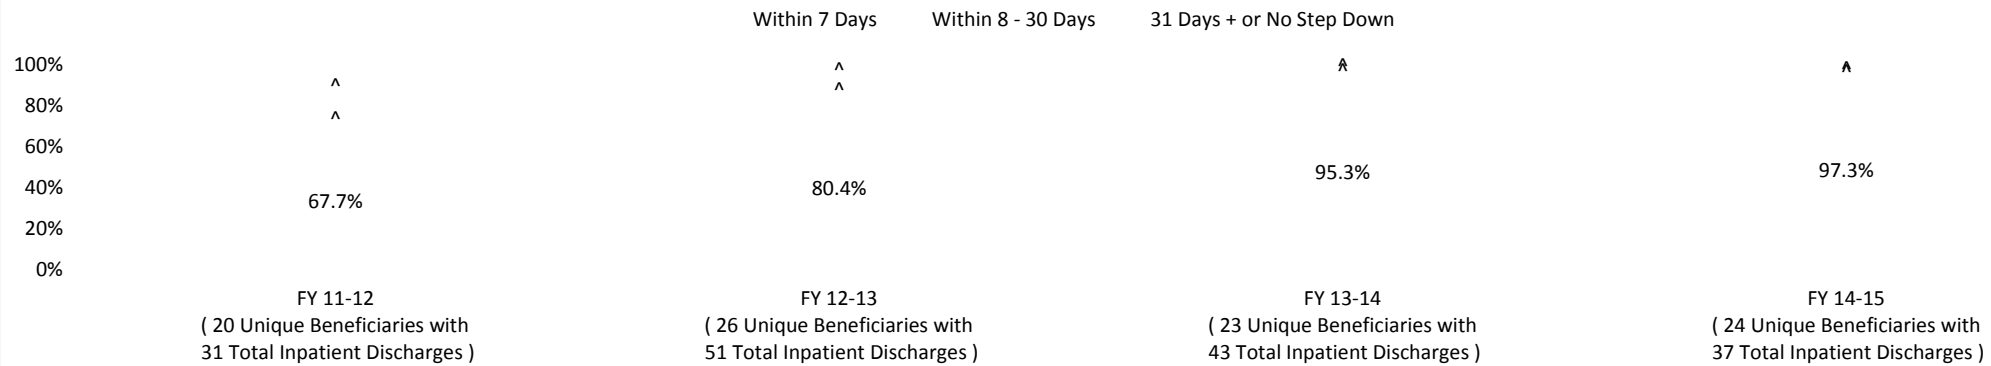 Within 7 Days Within 8 - 30 Days 31 Days + or No Step Down
100%
80%
60%
40%
20%
0%
^ ^ ^ ^
^ ^ ^ ^
67.7% 80.4% 95.3% 97.3%
FY 11-12 FY 12-13 FY 13-14 FY 14-15
( 20 Unique Beneficiaries with ( 26 Unique Beneficiaries with ( 23 Unique Beneficiaries with ( 24 Unique Beneficiaries with
31 Total Inpatient Discharges ) 51 Total Inpatient Discharges ) 43 Total Inpatient Discharges ) 37 Total Inpatient Discharges )